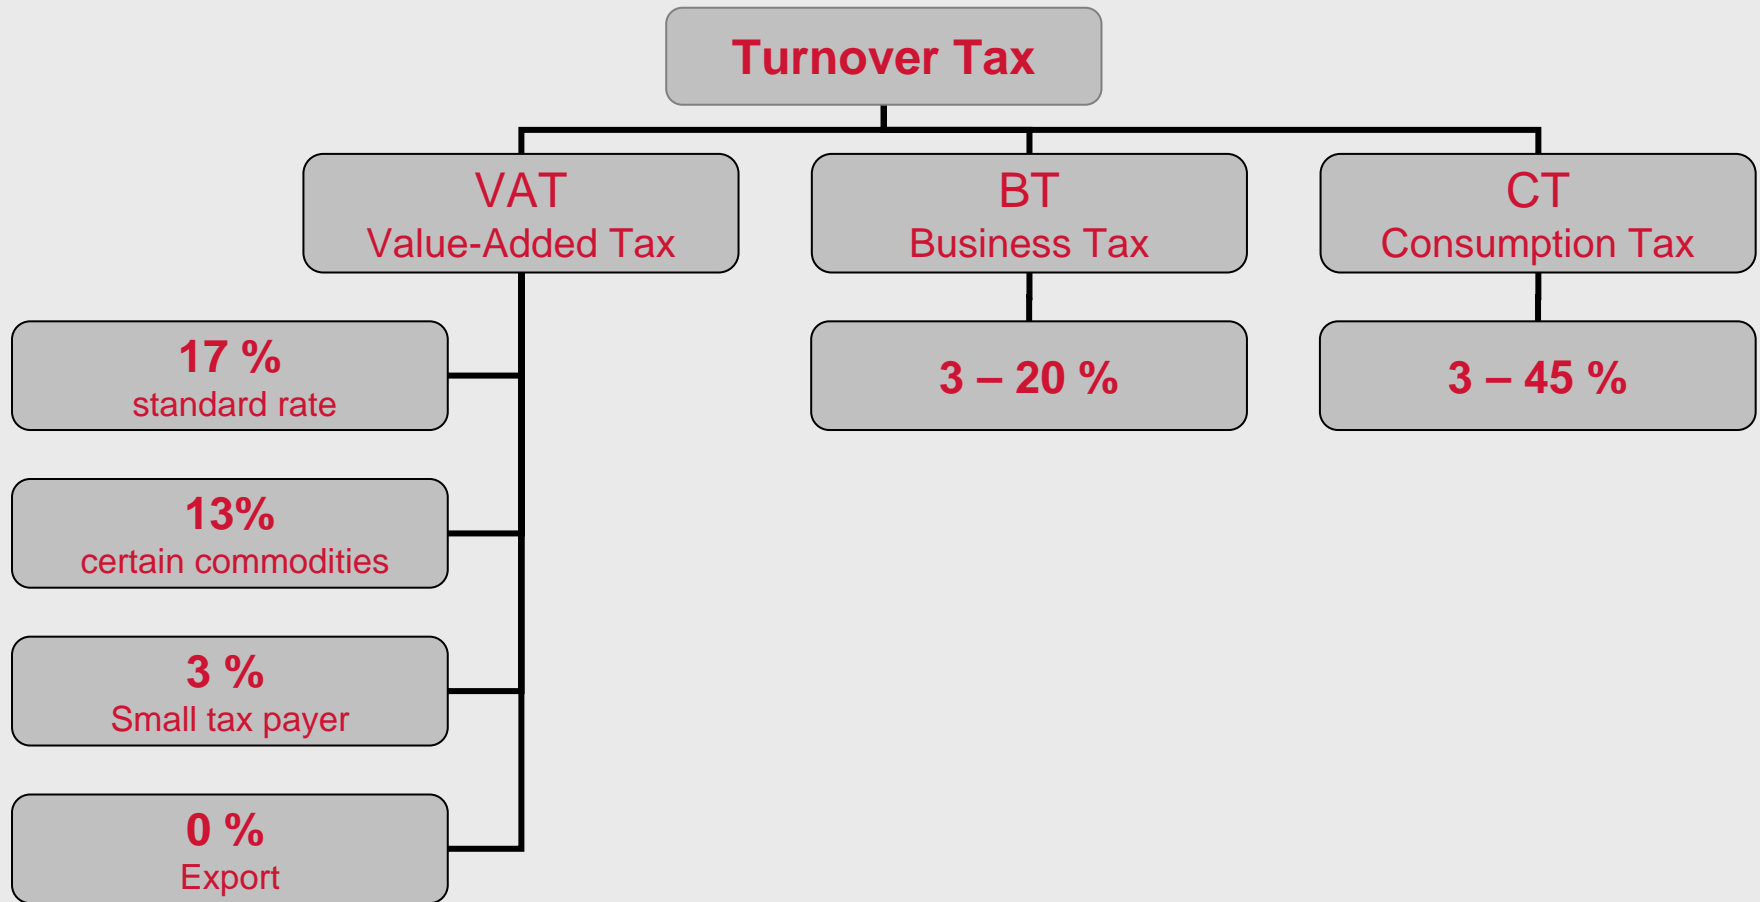 Turnover Tax
VAT
Value-Added Tax
BT
Business Tax
CT
Consumption Tax
17 %
standard rate
3 – 20 %
3 – 45 %
13%
certain commodities
3 %
Small tax payer
0 %
Export